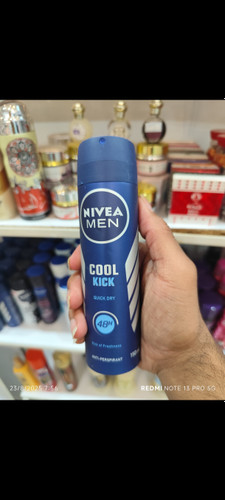 NIVEA
MEN
COOL
KICK
QUICK DRY
48H
ANTI-PERSPIRANT
REDMI NOTE 13 PRO 5G